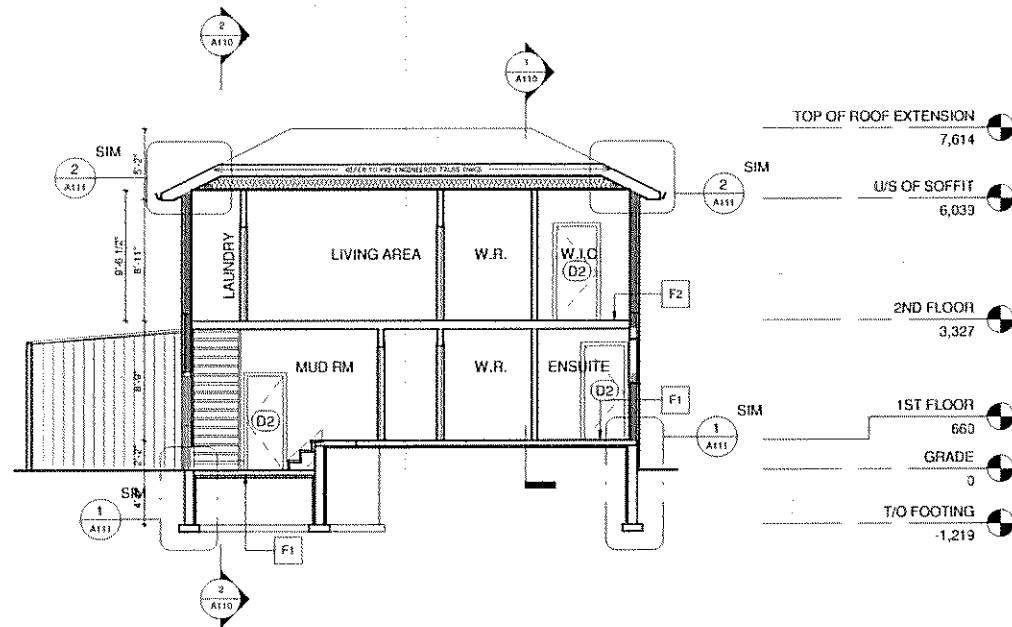 2
A110
1
A110
TOP OF ROOF EXTENSION
7,614
SIM
2
A111
5'-2"
REFER TO PRE-ENGINEERED TRUSS DWGS
SIM
2
A111
U/S OF SOFFIT
6,039
9'-6 1/2"
8'-11"
LAUNDRY
LIVING AREA
W.R.
W.I.C
D2
F2
2ND FLOOR
3,327
MUD RM
W.R.
ENSUITE
8'-9"
D2
D2
F1
SIM
1
A111
1ST FLOOR
660
2'-2"
GRADE
0
SIM
1
A111
T/O FOOTING
-1,219
F1
2
A110